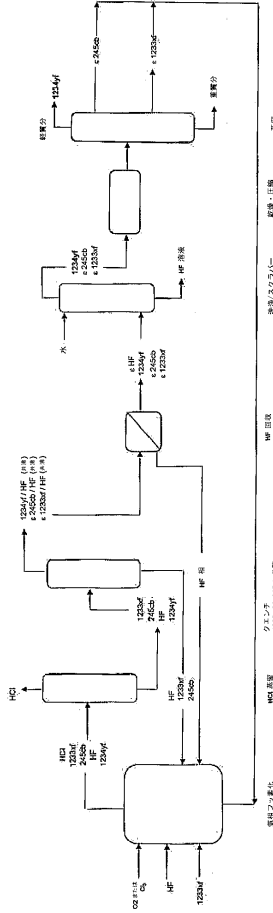 O2 または
Cl2
HF
1233xf
HCl
1233xf,
245cb
HF
1234yf
HCl
1233xf,
245cb,
HF
1234yf
HF
1233xf
245cb,
1234yf / HF (共沸)
ε 245cb / HF (共沸)
ε 1233xf / HF (共沸)
HF 相
ε HF
1234yf
ε 245cb
ε 1233xf
水
1234yf
ε 245cb
ε 1233xf
HF 溶液
軽質分
1234yf
ε 245cb
ε 1233xf
重質分
気相フッ素化
HCl 蒸留
クエンチ
HF 回収
洗浄/スクラバー
乾燥・圧縮